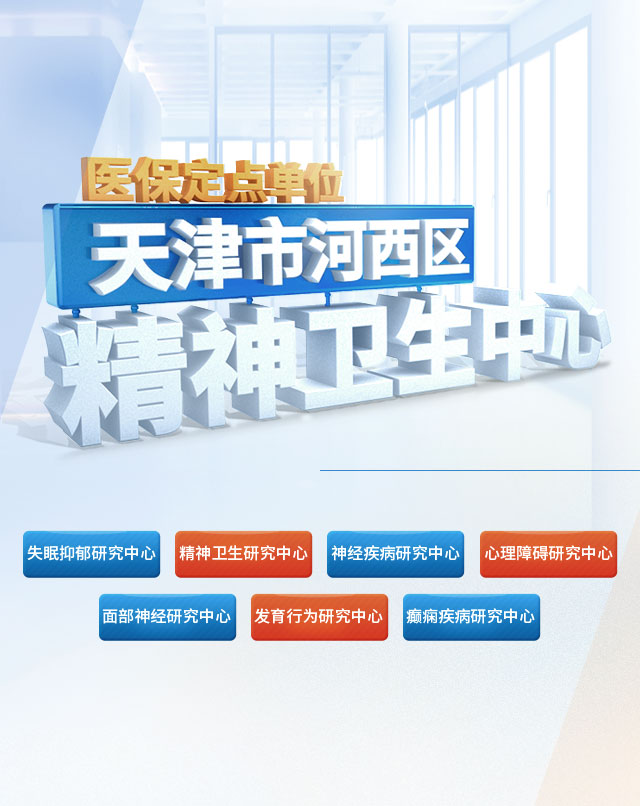 医保定点单位
天津市河西区
精神卫生中心
失眠抑郁研究中心 精神卫生研究中心 神经疾病研究中心 心理障碍研究中心
面部神经研究中心 发育行为研究中心 癫痫疾病研究中心